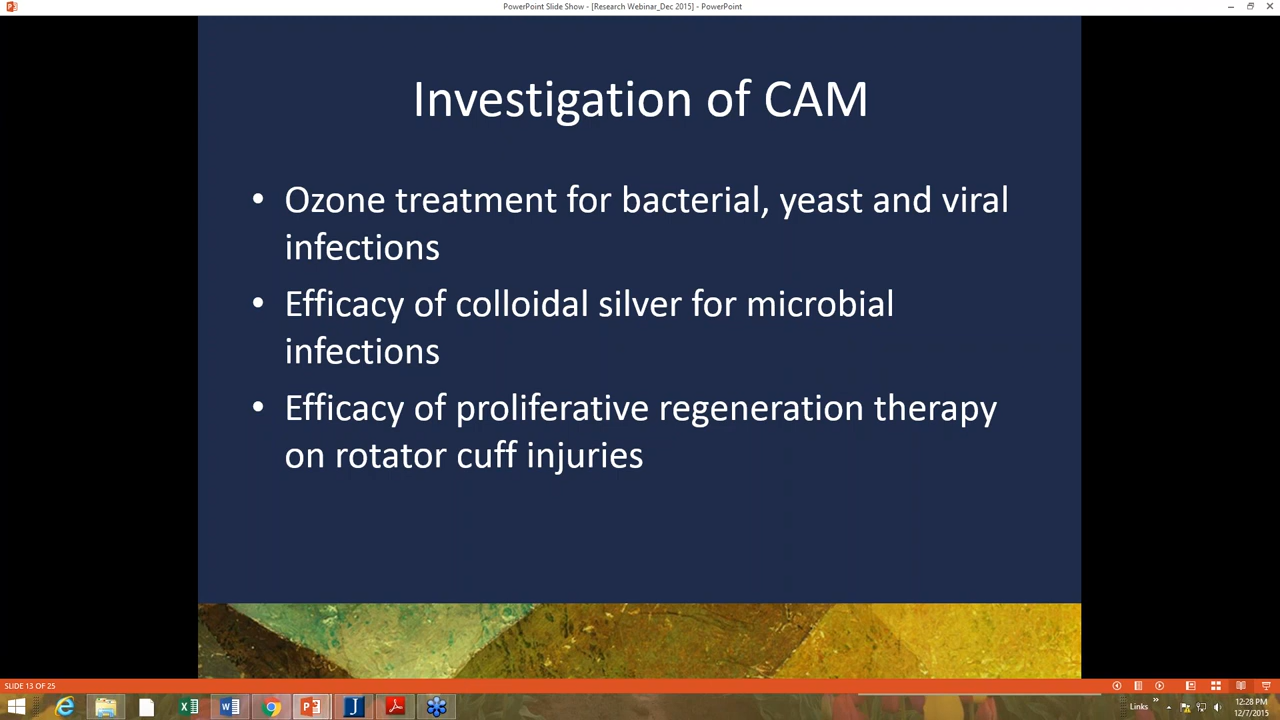 PowerPoint Slide Show - [Research Webinar_Dec 2015] - PowerPoint
Investigation of CAM
• Ozone treatment for bacterial, yeast and viral
infections
• Efficacy of colloidal silver for microbial
infections
• Efficacy of proliferative regeneration therapy
on rotator cuff injuries
SLIDE 13 OF 25
Links
12:28 PM
12/7/2015